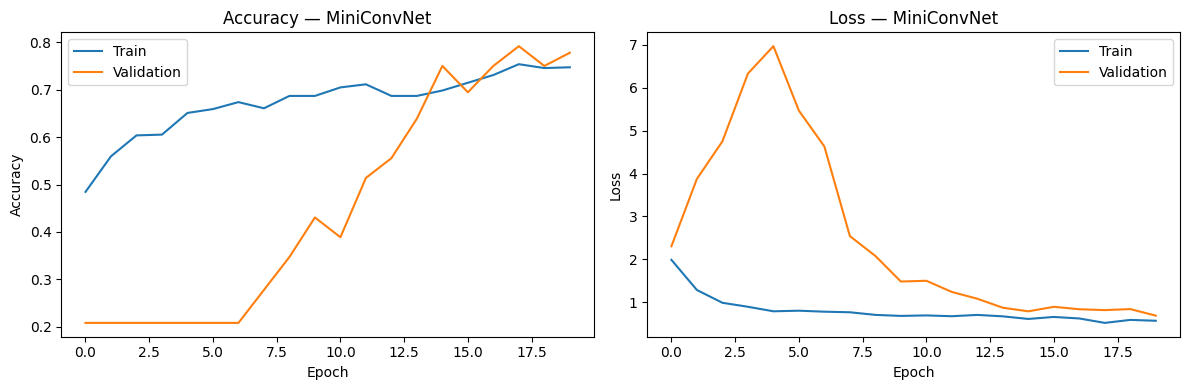 Accuracy — MiniConvNet
Train
Validation
0.8
0.7
0.6
0.5
0.4
0.3
0.2
Accuracy
0.0 2.5 5.0 7.5 10.0 12.5 15.0 17.5
Epoch
Loss — MiniConvNet
Train
Validation
7
6
5
4
3
2
1
Loss
0.0 2.5 5.0 7.5 10.0 12.5 15.0 17.5
Epoch